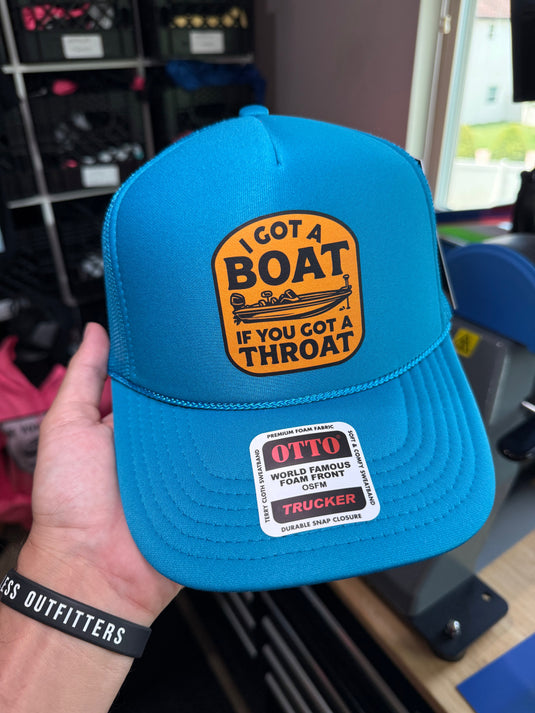 I GOT A
BOAT
IF YOU GOT A
THROAT
PREMIUM FOAM FABRIC
TERRY CLOTH SWEATBAND
SOFT & COMFY SWEATBAND
OTTO
WORLD FAMOUS
FOAM FRONT
OSFM
TRUCKER
DURABLE SNAP CLOSURE
ESS OUTFITTERS